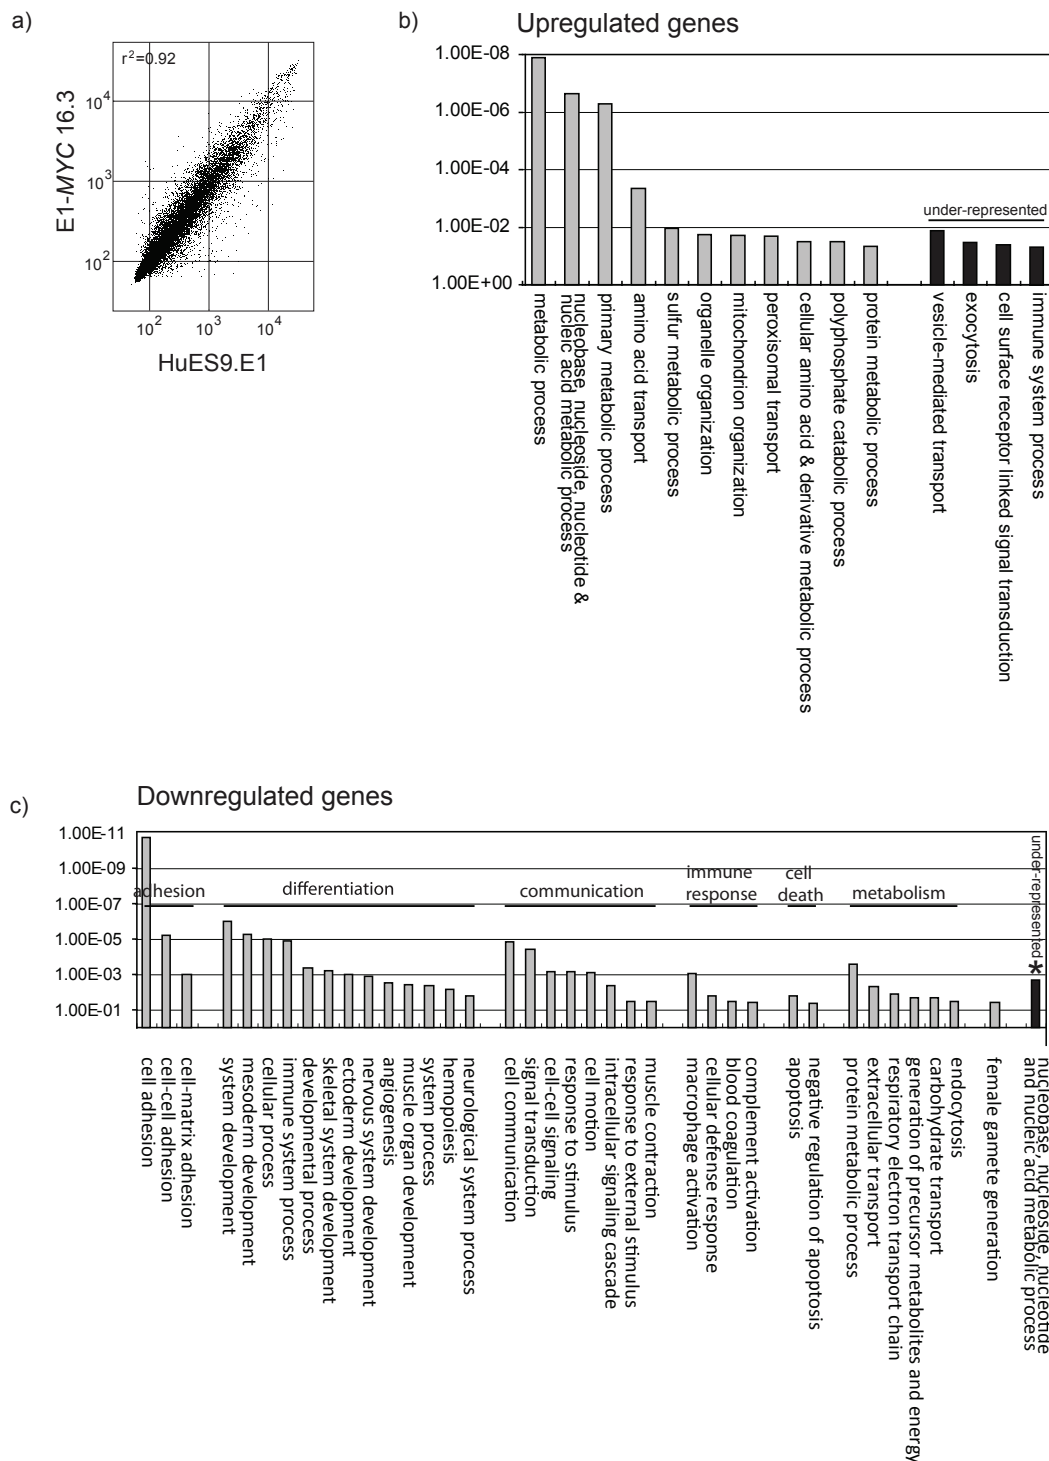 a)
r²=0.92
E1-MYC 16.3
10⁴
10³
10²
10² 10³ 10⁴
HuES9.E1
b)
Upregulated genes
1.00E-08
1.00E-06
1.00E-04
1.00E-02
1.00E+00
under-represented
metabolic process
nucleobase, nucleoside, nucleotide &
nucleic acid metabolic process
primary metabolic process
amino acid transport
sulfur metabolic process
organelle organization
mitochondrion organization
peroxisomal transport
cellular amino acid & derivative metabolic process
polyphosphate catabolic process
protein metabolic process
vesicle-mediated transport
exocytosis
cell surface receptor linked signal transduction
immune system process
c)
Downregulated genes
1.00E-11
1.00E-09
1.00E-07
1.00E-05
1.00E-03
1.00E-01
adhesion
differentiation
communication
immune
response
cell
death
metabolism
under-represented
*
cell adhesion
cell-cell adhesion
cell-matrix adhesion
system development
mesoderm development
cellular process
immune system process
developmental process
skeletal system development
ectoderm development
nervous system development
angiogenesis
muscle organ development
system process
hemopoiesis
neurological system process
cell communication
signal transduction
cell-cell signaling
response to stimulus
cell motion
intracellular signaling cascade
response to external stimulus
muscle contraction
macrophage activation
cellular defense response
blood coagulation
complement activation
apoptosis
negative regulation of apoptosis
protein metabolic process
extracellular transport
respiratory electron transport chain
generation of precursor metabolites and energy
carbohydrate transport
endocytosis
female gamete generation
nucleobase, nucleoside, nucleotide
and nucleic acid metabolic process